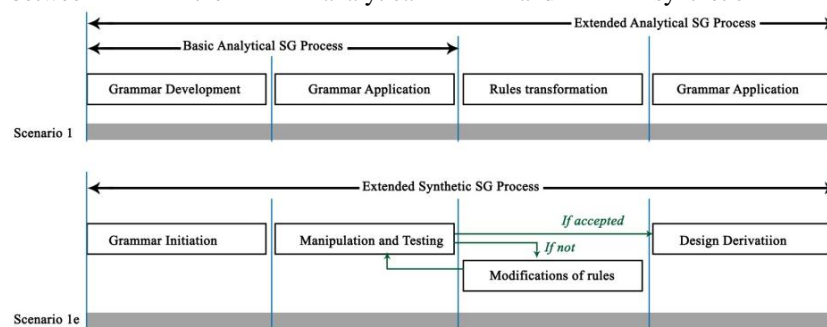 Extended Analytical SG Process
Basic Analytical SG Process
Grammar Development
Grammar Application
Rules transformation
Grammar Application
Scenario 1
Extended Synthetic SG Process
If accepted
Grammar Initiation
Manipulation and Testing
Design Derivatiion
If not
Modifications of rules
Scenario 1e